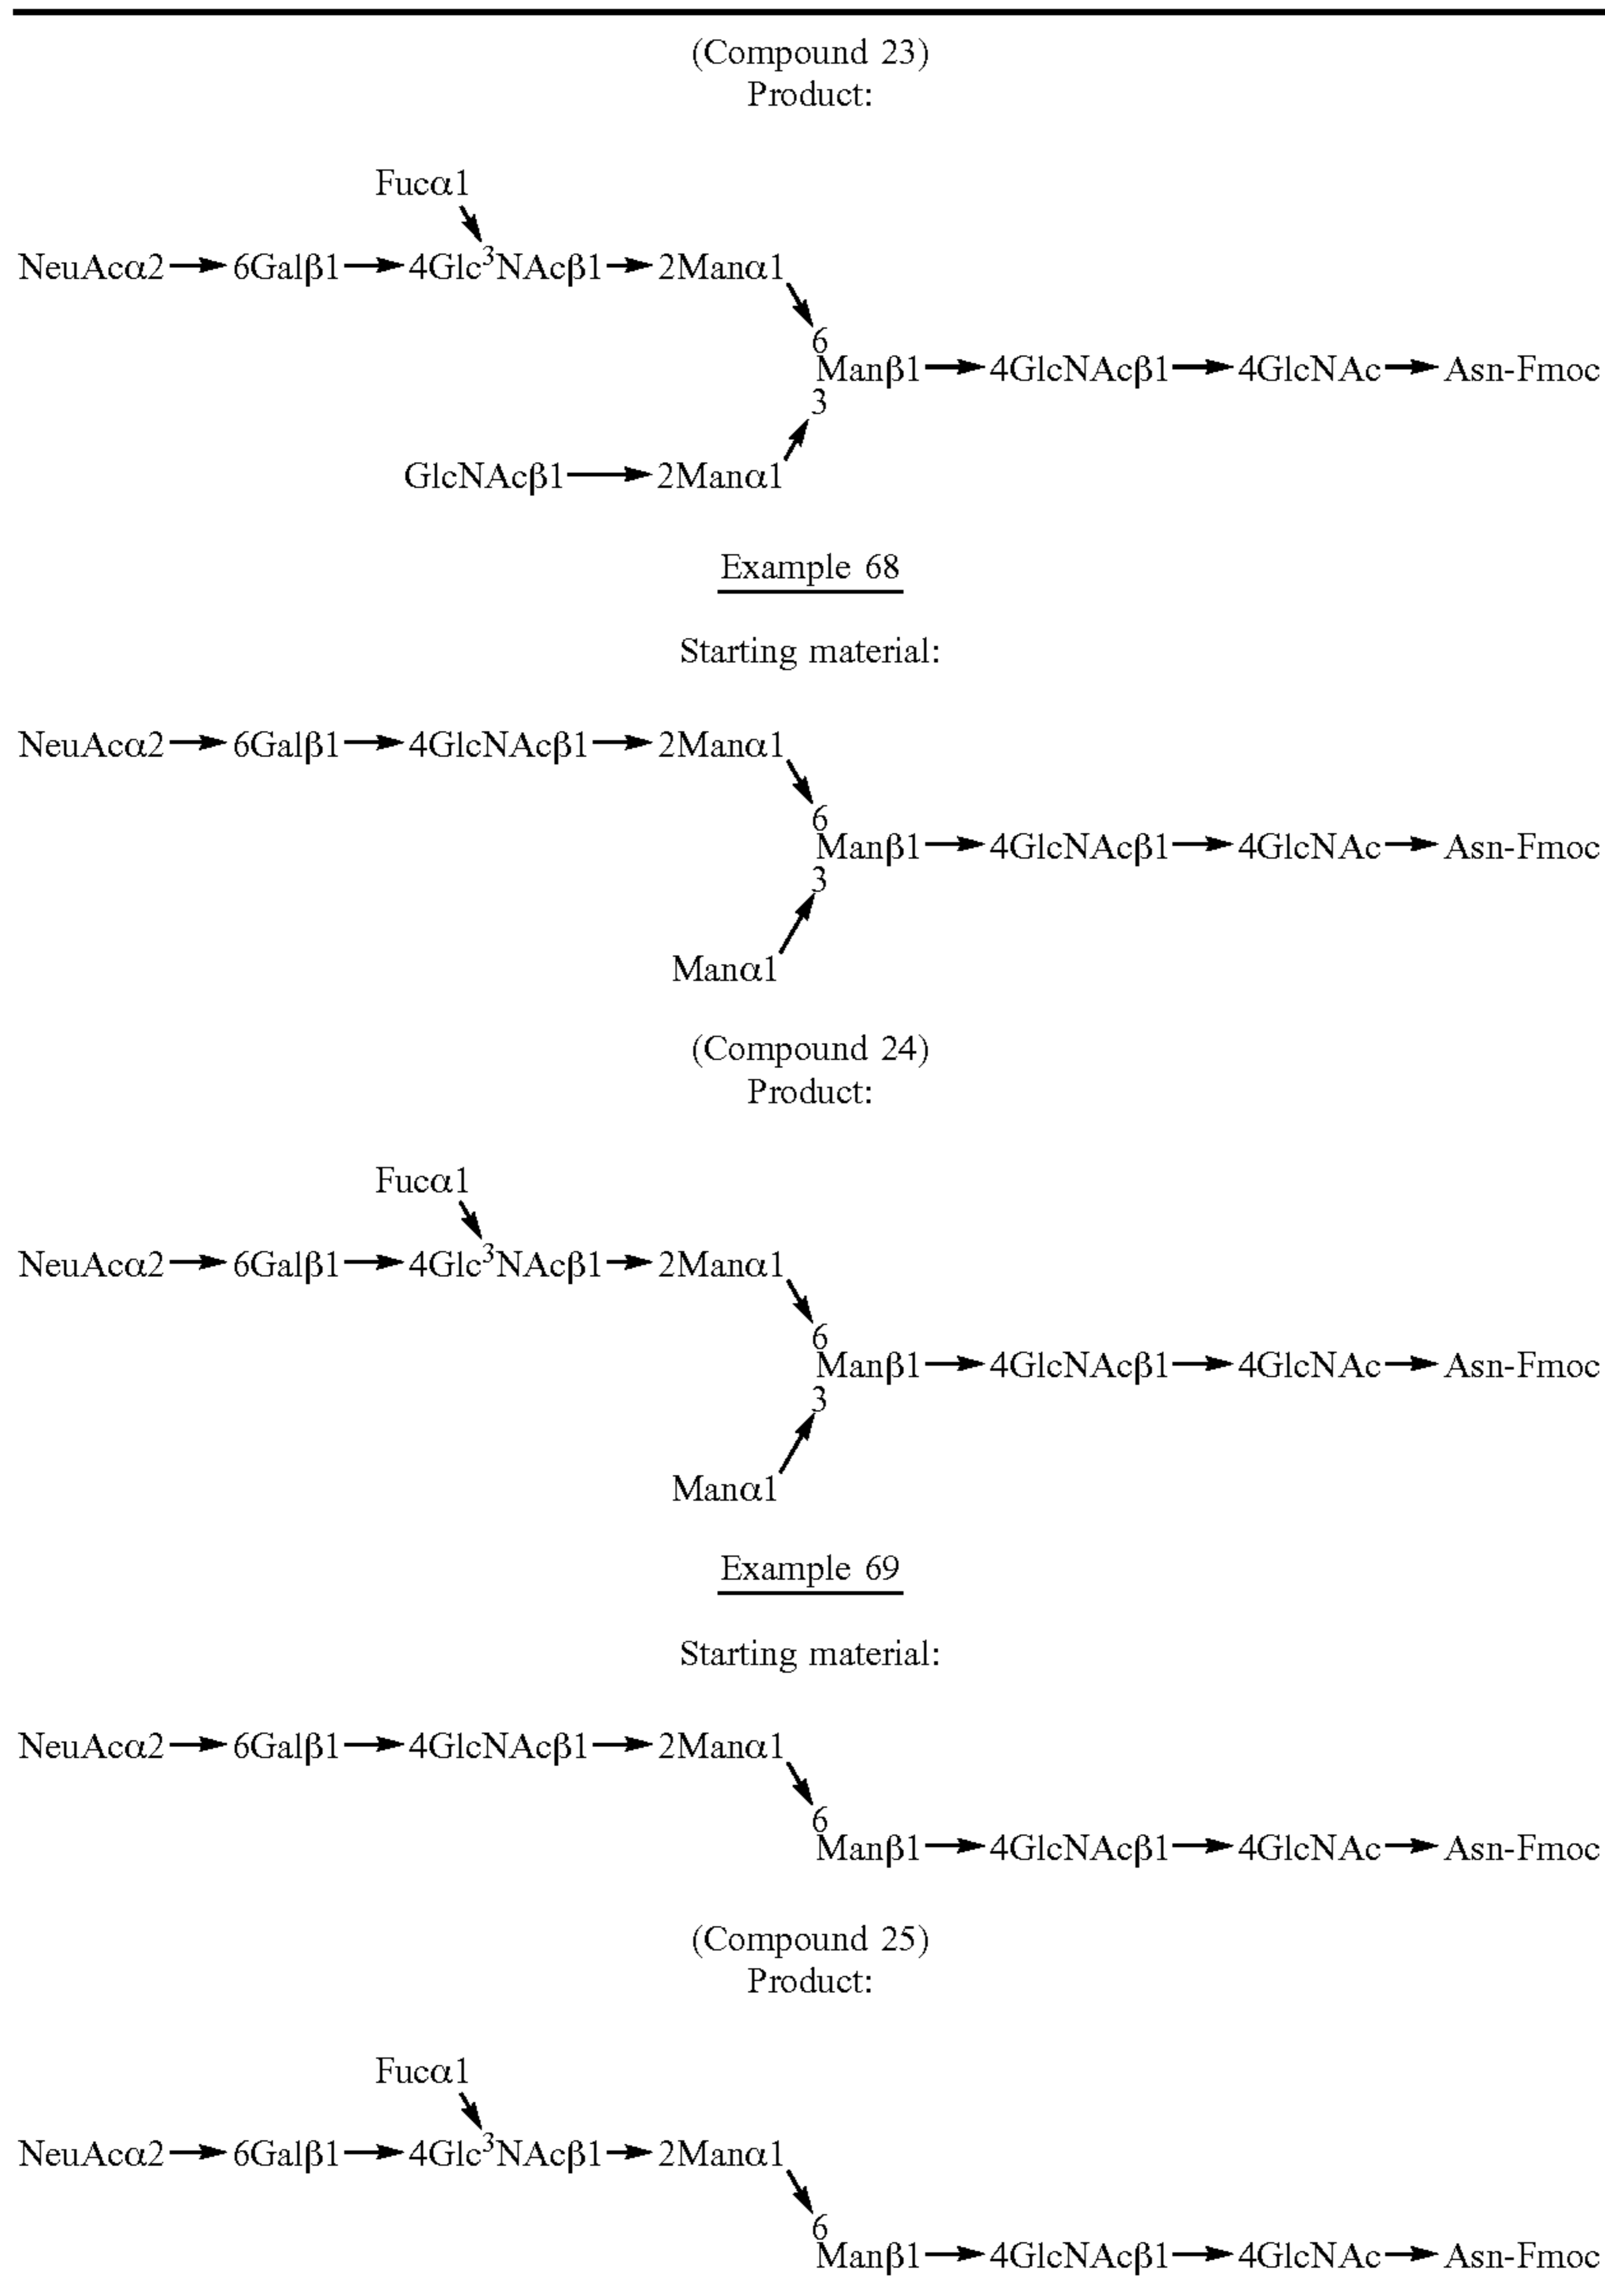 (Compound 23)
Product:
Fucα1
NeuAcα2→6Galβ1→4Glc³NAcβ1→2Manα1
6
Manβ1→4GlcNAcβ1→4GlcNAc→Asn-Fmoc
3
GlcNAcβ1→2Manα1
Example 68
Starting material:
NeuAcα2→6Galβ1→4GlcNAcβ1→2Manα1
6
Manβ1→4GlcNAcβ1→4GlcNAc→Asn-Fmoc
3
Manα1
(Compound 24)
Product:
Fucα1
NeuAcα2→6Galβ1→4Glc³NAcβ1→2Manα1
6
Manβ1→4GlcNAcβ1→4GlcNAc→Asn-Fmoc
3
Manα1
Example 69
Starting material:
NeuAcα2→6Galβ1→4GlcNAcβ1→2Manα1
6
Manβ1→4GlcNAcβ1→4GlcNAc→Asn-Fmoc
(Compound 25)
Product:
Fucα1
NeuAcα2→6Galβ1→4Glc³NAcβ1→2Manα1
6
Manβ1→4GlcNAcβ1→4GlcNAc→Asn-Fmoc